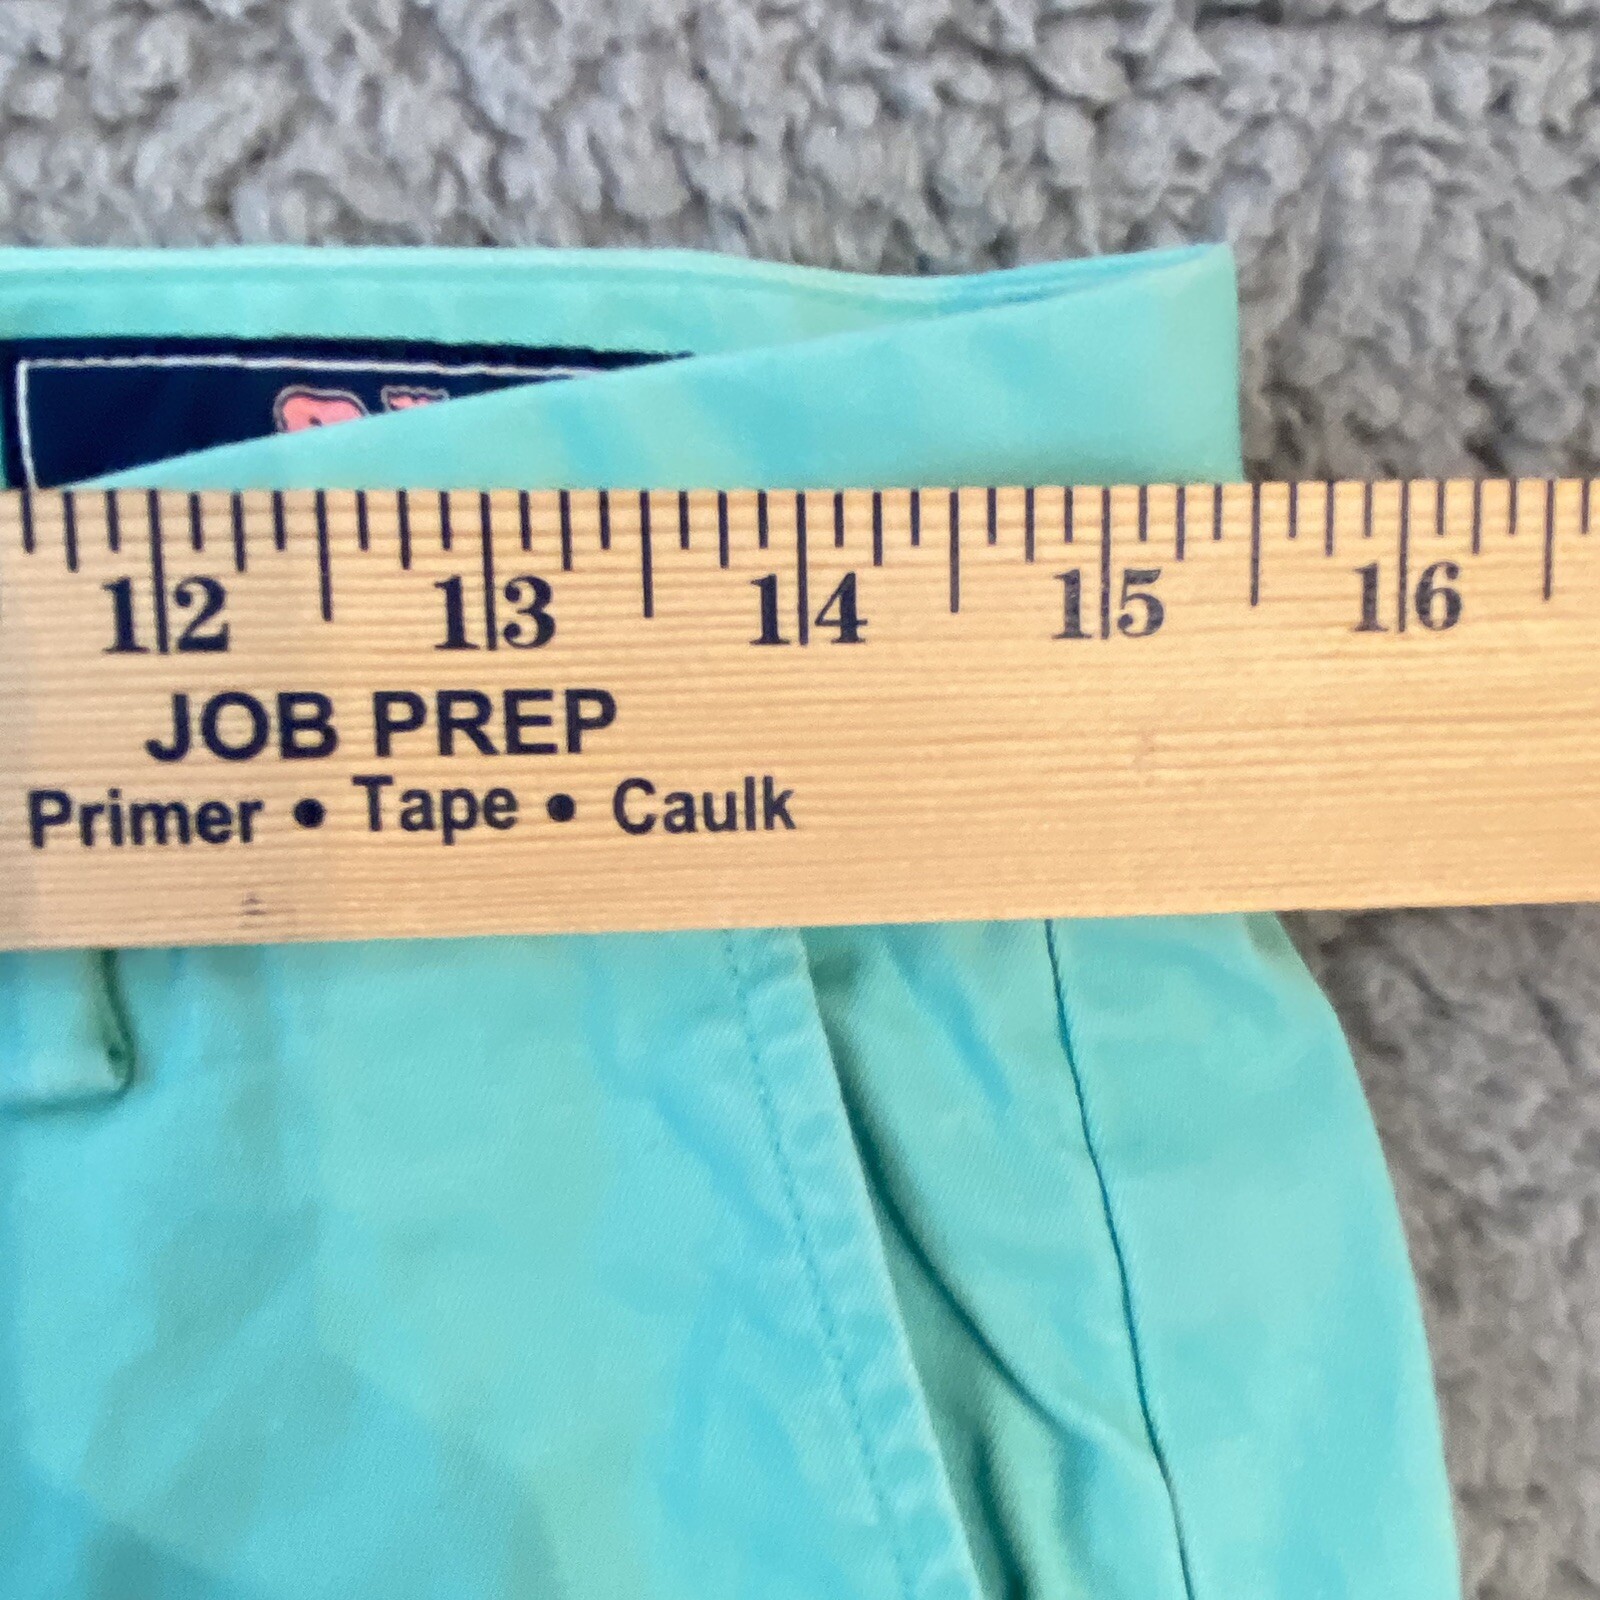 12 13 14 15 16
JOB PREP
Primer • Tape • Caulk